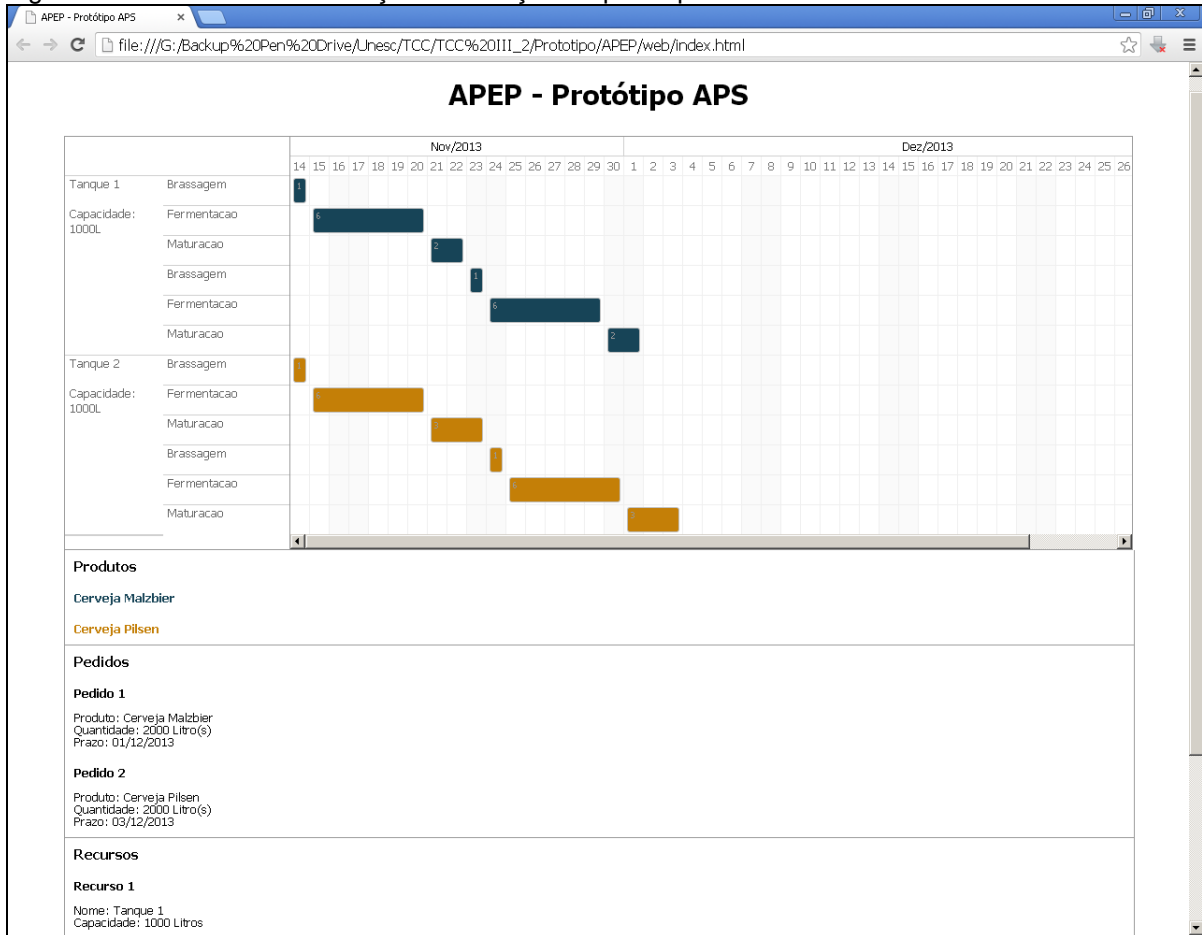 APEP - Protótipo APS
file:///G:/Backup%20Pen%20Drive/Unesc/TCC/TCC%20III_2/Prototipo/APEP/web/index.html
APEP - Protótipo APS
Nov/2013 Dez/2013
14 15 16 17 18 19 20 21 22 23 24 25 26 27 28 29 30 1 2 3 4 5 6 7 8 9 10 11 12 13 14 15 16 17 18 19 20 21 22 23 24 25 26
Tanque 1 Brassagem 1
Capacidade: Fermentacao 6
1000L
Maturacao 2
Brassagem 1
Fermentacao 6
Maturacao 2
Tanque 2 Brassagem 1
Capacidade: Fermentacao
1000L
Maturacao
Brassagem
Fermentacao
Maturacao
Produtos
Cerveja Malzbier
Cerveja Pilsen
Pedidos
Pedido 1
Produto: Cerveja Malzbier
Quantidade: 2000 Litro(s)
Prazo: 01/12/2013
Pedido 2
Produto: Cerveja Pilsen
Quantidade: 2000 Litro(s)
Prazo: 03/12/2013
Recursos
Recurso 1
Nome: Tanque 1
Capacidade: 1000 Litros